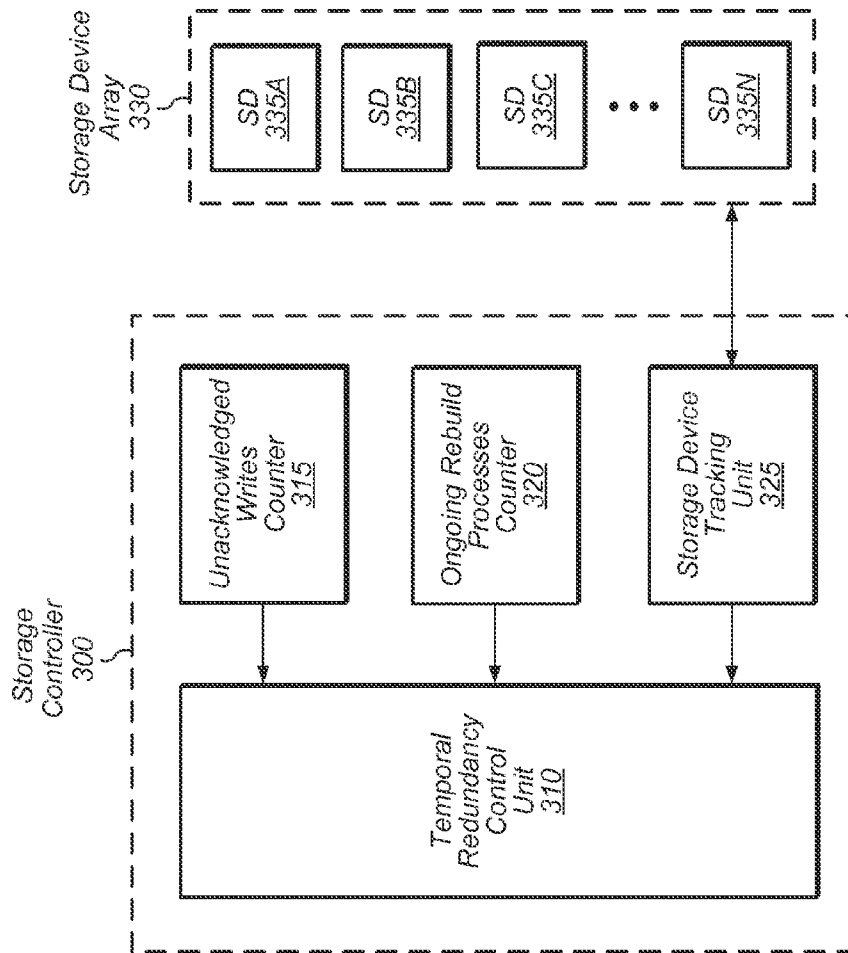 Storage
Controller
300
Temporal
Redundancy
Control
Unit
310
Unacknowledged
Writes
Counter
315
Ongoing Rebuild
Processes
Counter
320
Storage Device
Tracking
Unit
325
Storage Device
Array
330
SD
335A
SD
335B
SD
335C
SD
335N